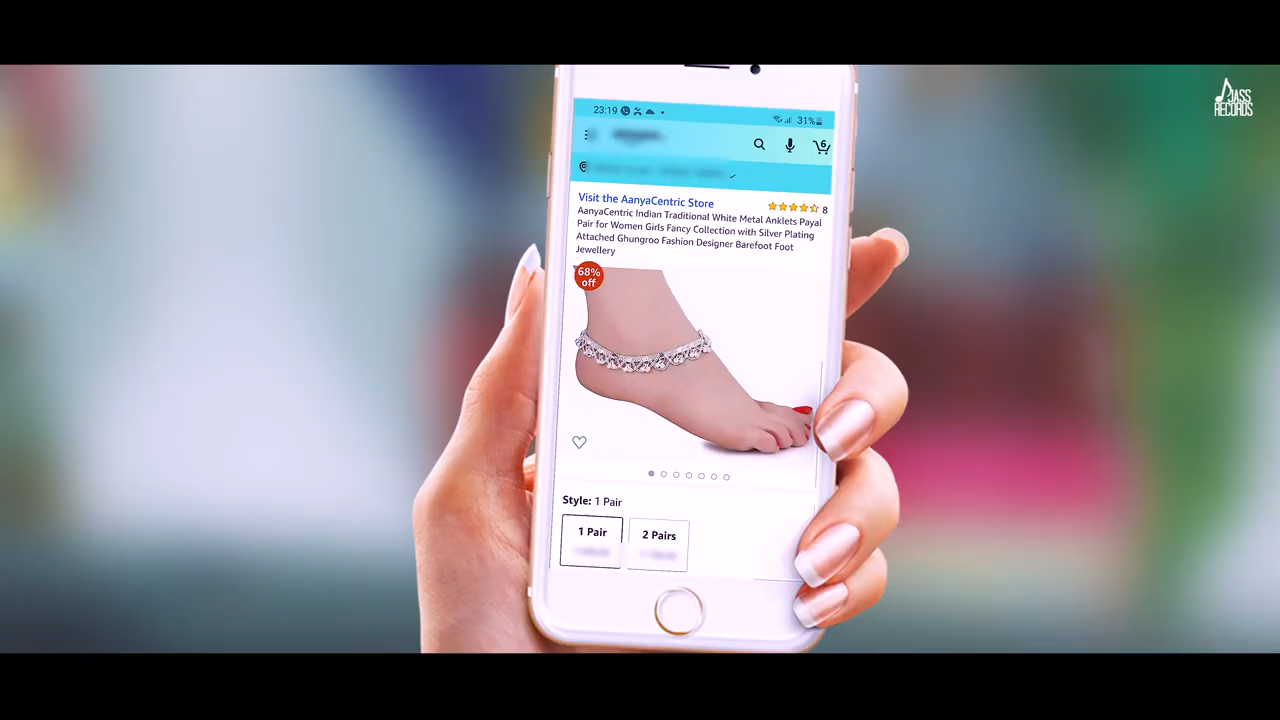 JASS
RECORDS
23:19
31%
6
Visit the AanyaCentric Store
8
AanyaCentric Indian Traditional White Metal Anklets Payal
Pair for Women Girls Fancy Collection with Silver Plating
Attached Ghungroo Fashion Designer Barefoot Foot
Jewellery
68%
off
Style: 1 Pair
1 Pair
2 Pairs